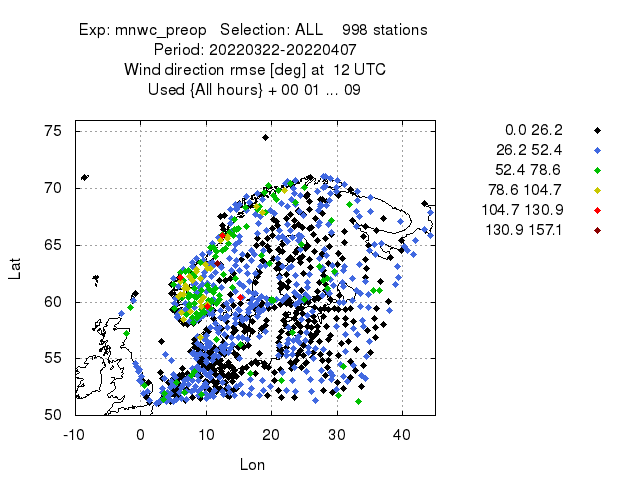 Exp: mnwc_preop   Selection: ALL    998 stations
Period: 20220322-20220407
Wind direction rmse [deg] at  12 UTC
Used {All hours} + 00 01 ... 09
0.0 26.2
26.2 52.4
52.4 78.6
78.6 104.7
104.7 130.9
130.9 157.1
75
70
65
60
55
50
Lat
-10 0 10 20 30 40
Lon